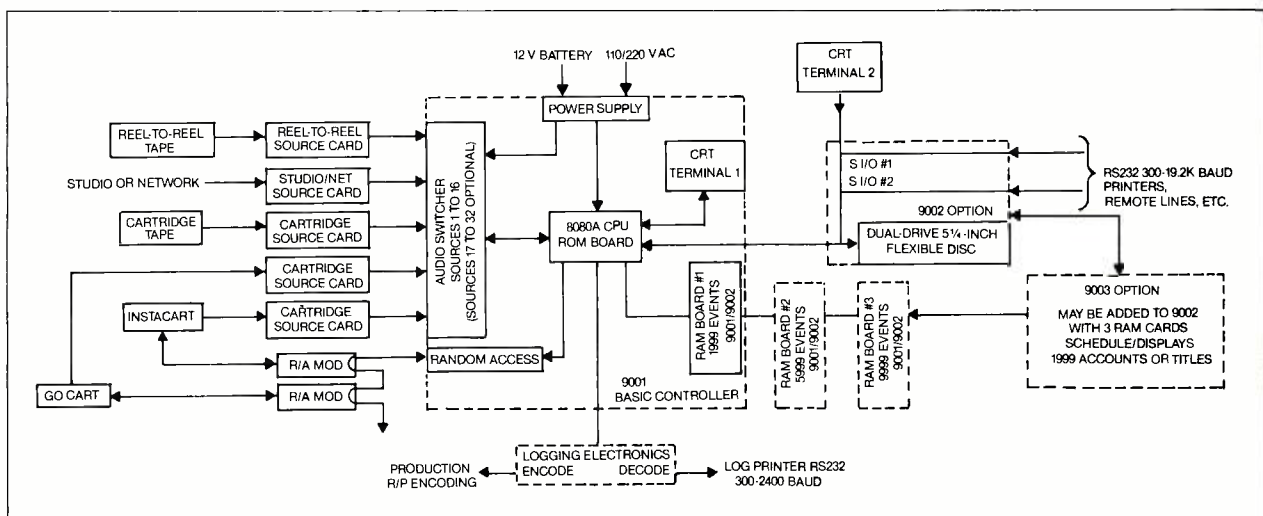 12 V BATTERY
110/220 VAC
CRT
TERMINAL 2
POWER SUPPLY
REEL-TO-REEL
TAPE
REEL-TO-REEL
SOURCE CARD
STUDIO OR NETWORK
STUDIO/NET
SOURCE CARD
CARTRIDGE
TAPE
CARTRIDGE
SOURCE CARD
CARTRIDGE
SOURCE CARD
INSTACART
CARTRIDGE
SOURCE CARD
R/A MOD
GO CART
R/A MOD
AUDIO SWITCHER
SOURCES 1 TO 16
(SOURCES 17 TO 32 OPTIONAL)
RANDOM ACCESS
CRT
TERMINAL 1
8080A CPU
ROM BOARD
9001
BASIC CONTROLLER
RAM BOARD #1
1999 EVENTS
9001/9002
RAM BOARD #2
5999 EVENTS
9001/9002
RAM BOARD #3
9999 EVENTS
9001/9002
S I/O #1
S I/O #2
9002 OPTION
DUAL-DRIVE 5¼-INCH
FLEXIBLE DISC
RS232 300-19.2K BAUD
PRINTERS,
REMOTE LINES, ETC.
9003 OPTION
MAY BE ADDED TO 9002
WITH 3 RAM CARDS
SCHEDULE/DISPLAYS
1999 ACCOUNTS OR TITLES
LOGGING ELECTRONICS
ENCODE DECODE
PRODUCTION
R/P ENCODING
LOG PRINTER RS232
300-2400 BAUD